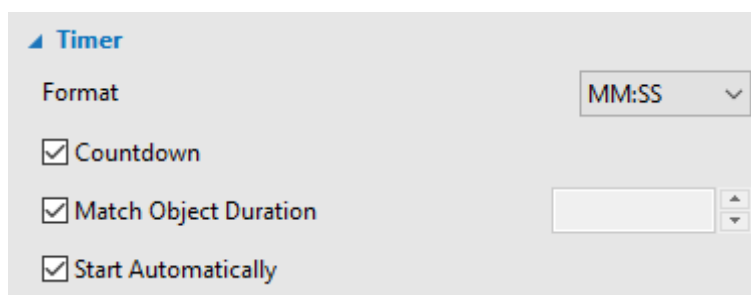 Timer
Format MM:SS
Countdown
Match Object Duration
Start Automatically